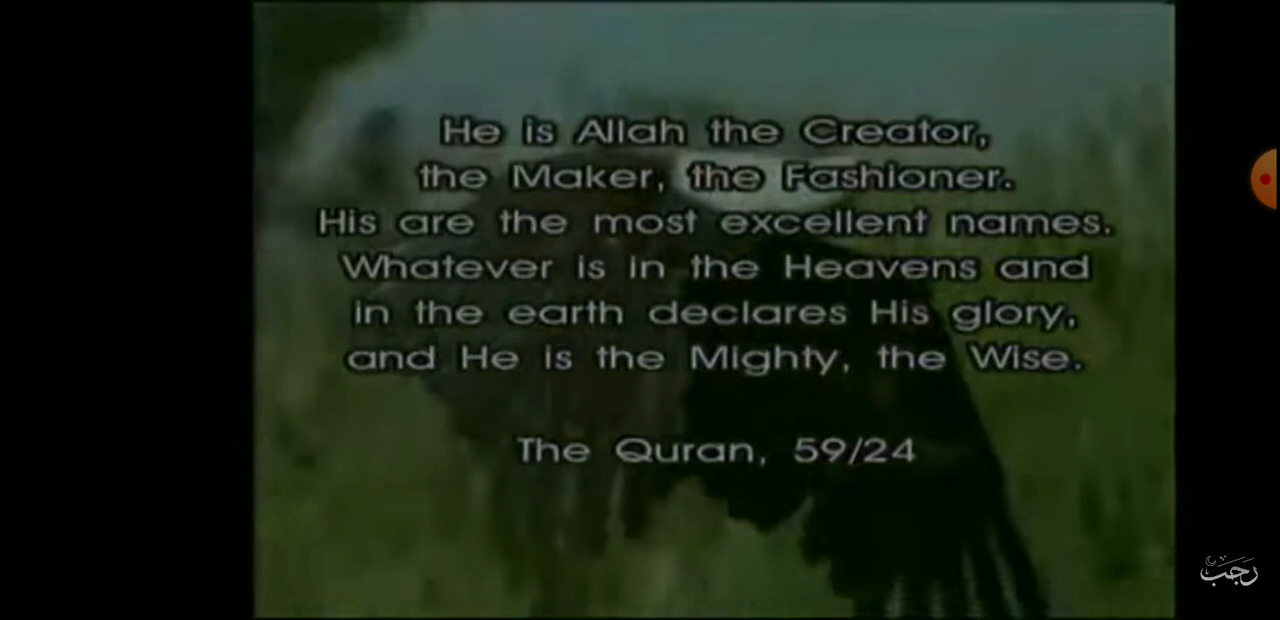 He is Allah the Creator,
the Maker, the Fashioner.
His are the most excellent names.
Whatever is in the Heavens and
in the earth declares His glory,
and He is the Mighty, the Wise.
The Quran, 59/24
رجب